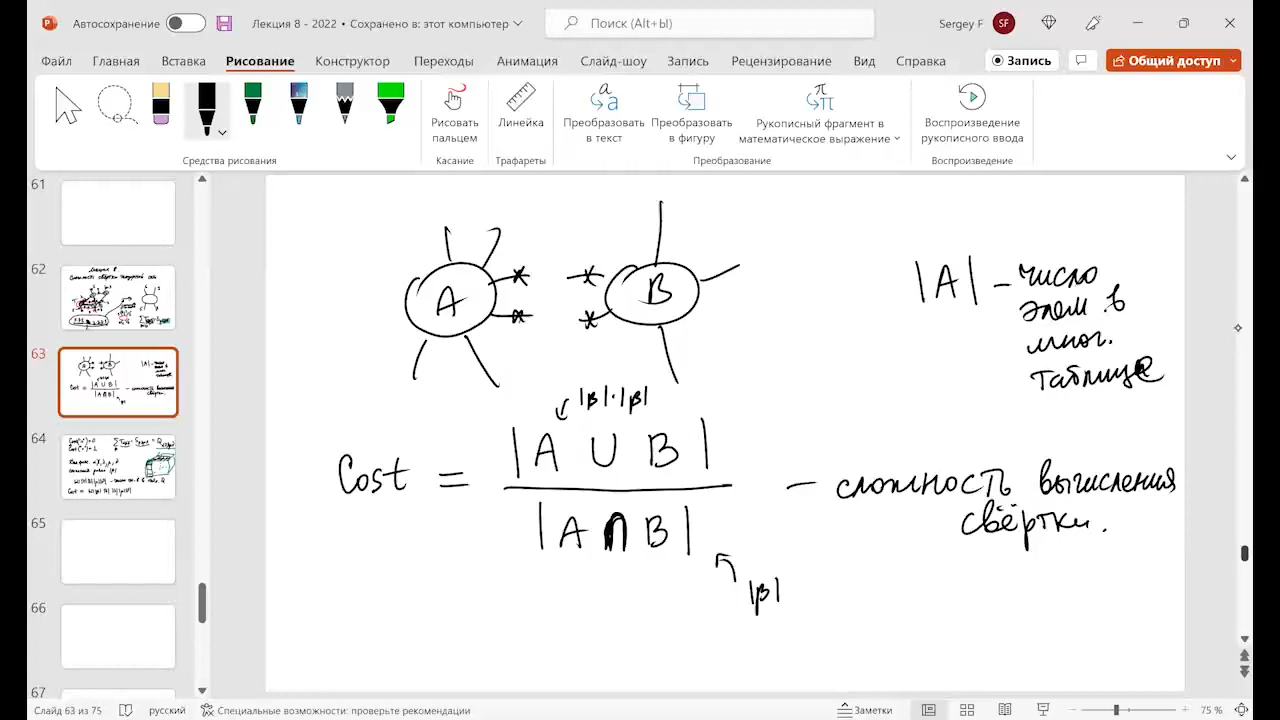 Автосохранение
Лекция 8 - 2022 • Сохранено в: этот компьютер
Поиск (Alt+Ы)
Sergey F
SF
Файл Главная Вставка Рисование Конструктор Переходы Анимация Слайд-шоу Запись Рецензирование Вид Справка
Запись
Общий доступ
Рисовать пальцем
Линейка
Преобразовать в текст
Преобразовать в фигуру
Рукописный фрагмент в математическое выражение
Воспроизведение рукописного ввода
Средства рисования
Касание
Трафареты
Преобразование
Воспроизведение
61
62
63
64
65
66
67
A
B
|A| – число
элем. в
мног.
таблице
|β|·|β|
Cost = |A ∪ B|
|A ∩ B|
– сложность вычисления
свёртки.
|β|
Слайд 63 из 75
русский
Специальные возможности: проверьте рекомендации
Заметки
75 %